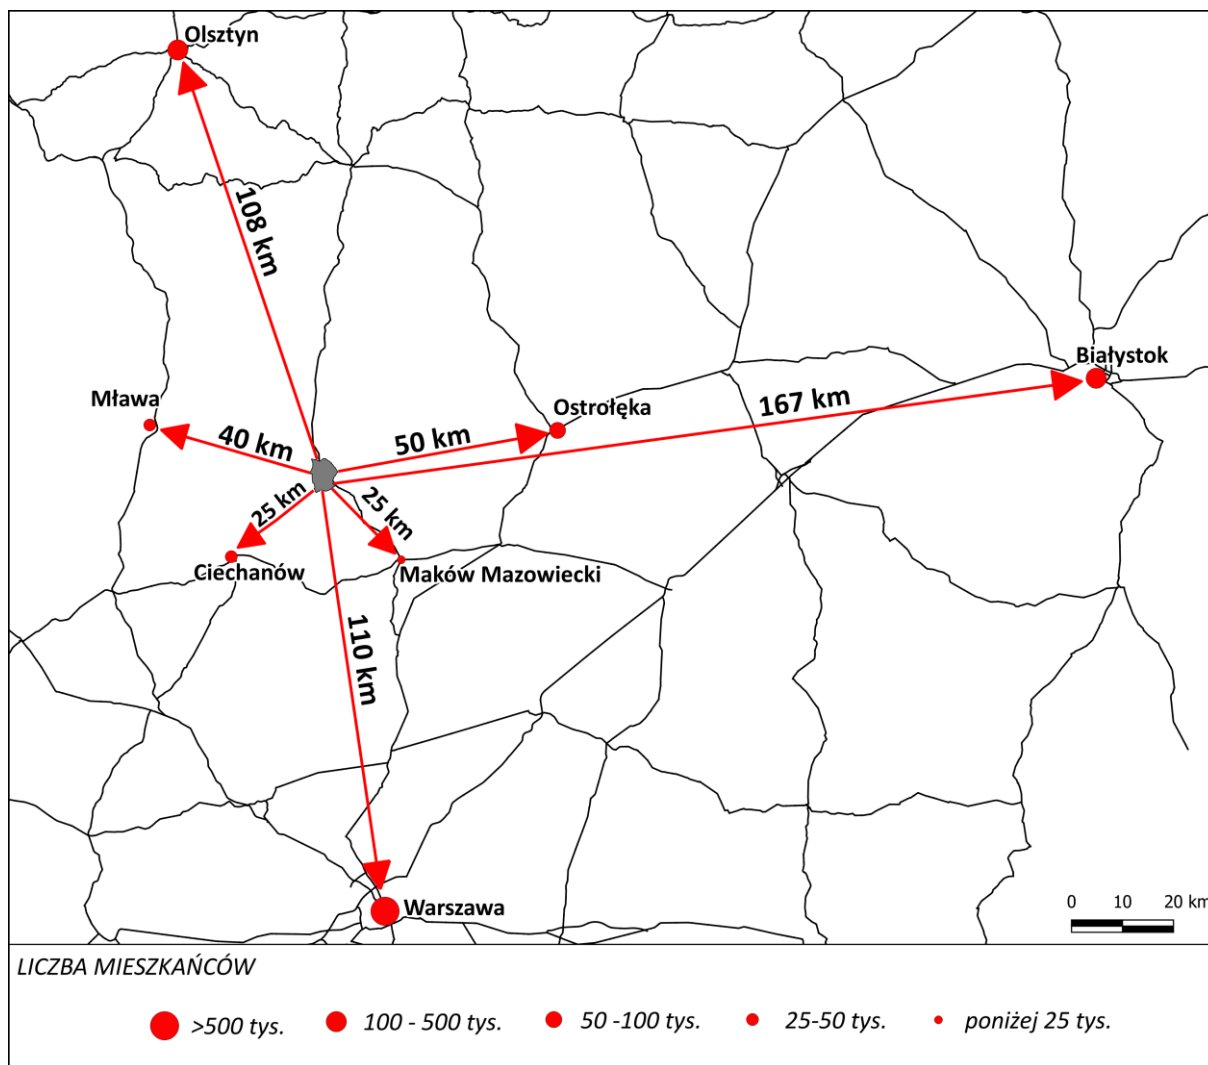 Olsztyn
108 km
Białystok
Mława
Ostrołęka
167 km
40 km
50 km
25 km
25 km
Ciechanów
Maków Mazowiecki
110 km
Warszawa
0 10 20 km
LICZBA MIESZKAŃCÓW
>500 tys. 100 - 500 tys. 50 -100 tys. 25-50 tys. poniżej 25 tys.